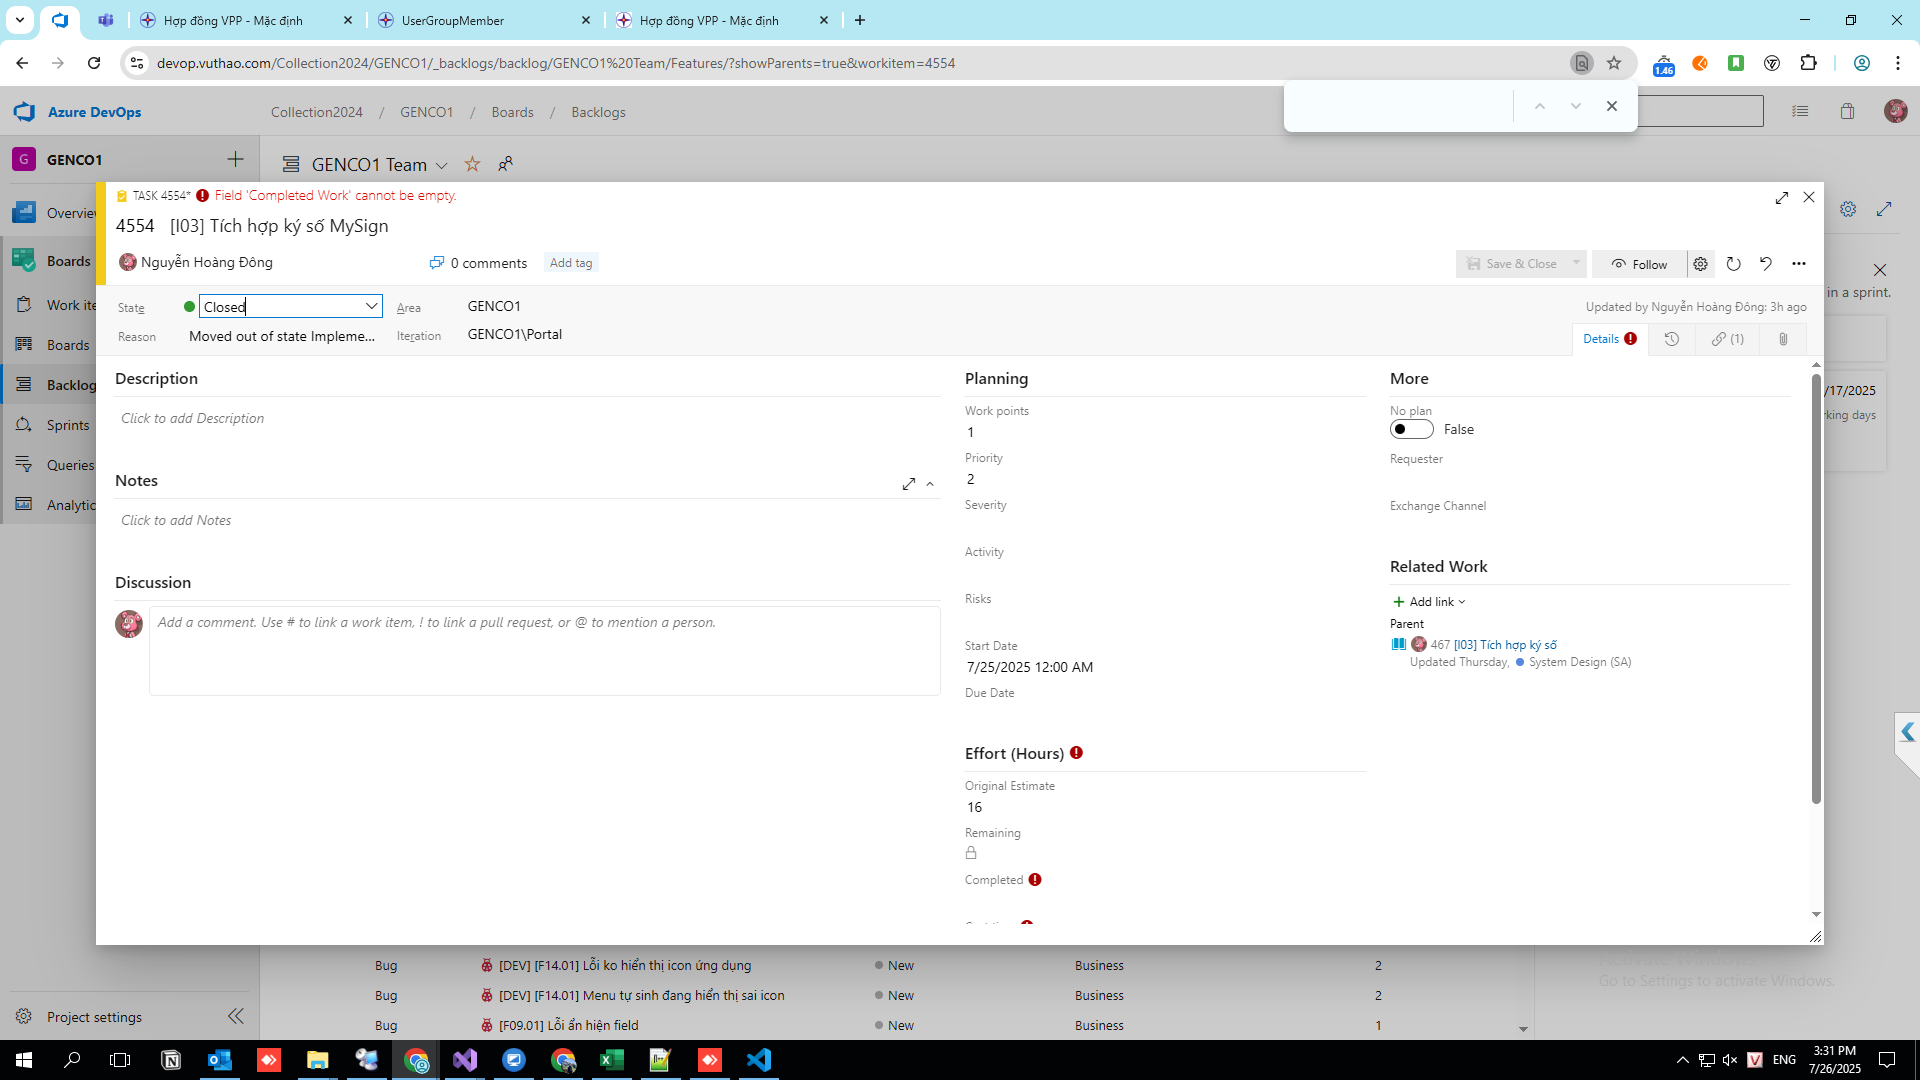 Hợp đồng VPP - Mặc định
UserGroupMember
Hợp đồng VPP - Mặc định
devop.vuthao.com/Collection2024/GENCO1/_backlogs/backlog/GENCO1%20Team/Features/?showParents=true&workitem=4554
1.46
Azure DevOps
Collection2024 / GENCO1 / Boards / Backlogs
G GENCO1
GENCO1 Team
TASK 4554* Field 'Completed Work' cannot be empty.
4554 [I03] Tích hợp ký số MySign
Nguyễn Hoàng Đông
0 comments
Add tag
Save & Close
Follow
State
Closed
Area
GENCO1
Updated by Nguyễn Hoàng Đông: 3h ago
Reason
Moved out of state Impleme...
Iteration
GENCO1\Portal
Details
(1)
Overview
Boards
Work ite
Boards
Backlog
Sprints
Queries
Analytic
Project settings
in a sprint.
/17/2025
rking days
Description
Click to add Description
Notes
Click to add Notes
Discussion
Add a comment. Use # to link a work item, ! to link a pull request, or @ to mention a person.
Planning
Work points
1
Priority
2
Severity
Activity
Risks
Start Date
7/25/2025 12:00 AM
Due Date
Effort (Hours)
Original Estimate
16
Remaining
Completed
More
No plan
False
Requester
Exchange Channel
Related Work
Add link
Parent
467 [I03] Tích hợp ký số
Updated Thursday, System Design (SA)
Bug [DEV] [F14.01] Lỗi ko hiển thị icon ứng dụng New Business 2
Bug [DEV] [F14.01] Menu tự sinh đang hiển thị sai icon New Business 2
Bug [F09.01] Lỗi ẩn hiện field New Business 1
Activate Windows
Go to Settings to activate Windows.
V
ENG
3:31 PM
7/26/2025